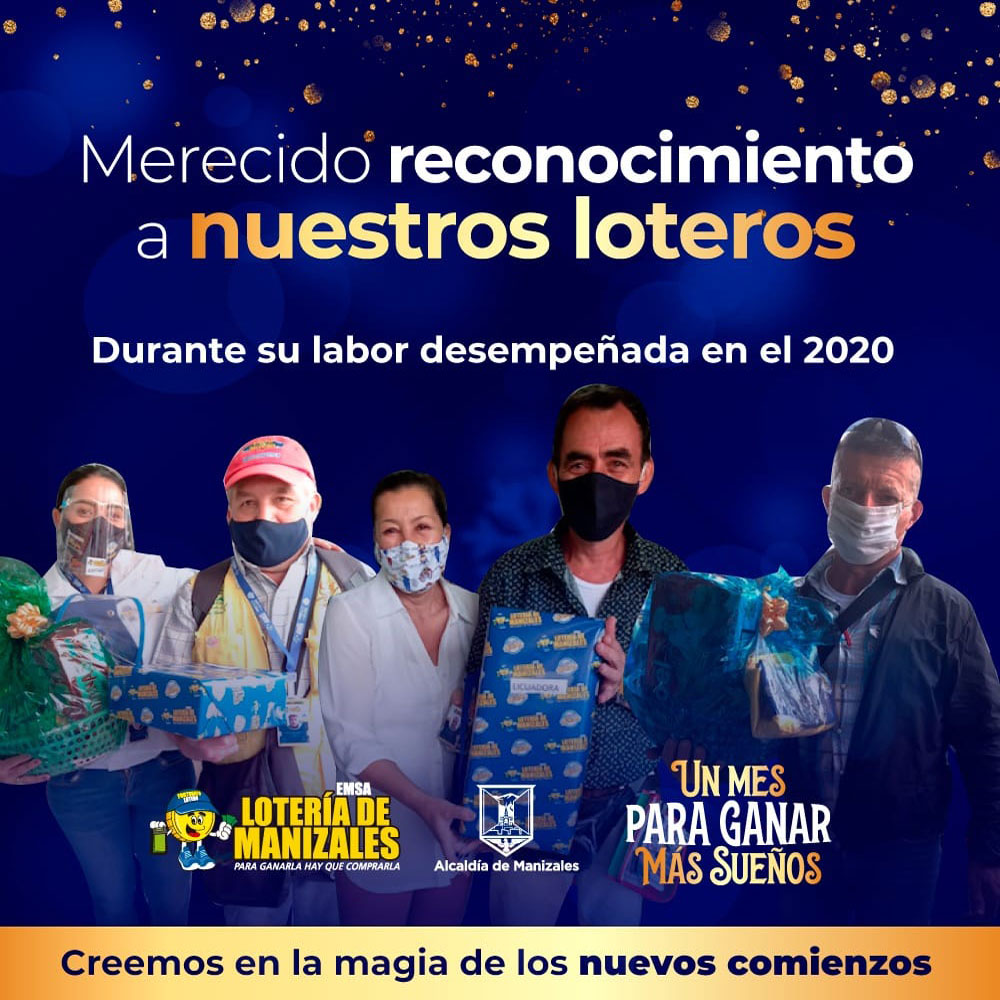 Merecido reconocimiento
a nuestros loteros
Durante su labor desempeñada en el 2020
LICUADORA
EMSA
LOTERÍA DE
MANIZALES
PARA GANARLA HAY QUE COMPRARLA
Alcaldía de Manizales
UN MES
PARA GANAR
MÁS SUEÑOS
Creemos en la magia de los nuevos comienzos